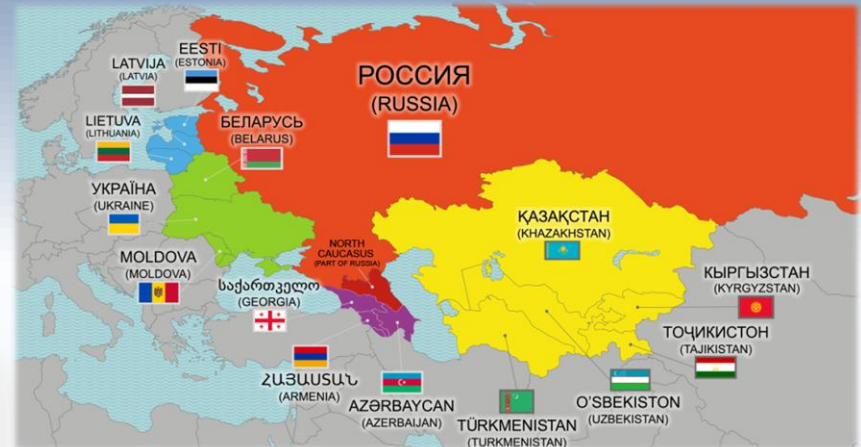 EESTI
(ESTONIA)
LATVIJA
(LATVIA)
LIETUVA
(LITHUANIA)
РОССИЯ
(RUSSIA)
БЕЛАРУСЬ
(BELARUS)
УКРАЇНА
(UKRAINE)
MOLDOVA
(MOLDOVA)
NORTH
CAUCASUS
(PART OF RUSSIA)
ҚАЗАҚСТАН
(KHAZAKHSTAN)
საქართველო
(GEORGIA)
КЫРГЫЗСТАН
(KYRGYZSTAN)
ТОҶИКИСТОН
(TAJIKISTAN)
ՀԱՅԱՍՏԱՆ
(ARMENIA)
AZƏRBAYCAN
(AZERBAIJAN)
TÜRKMENISTAN
(TURKMENISTAN)
O'SBEKISTON
(UZBEKISTAN)